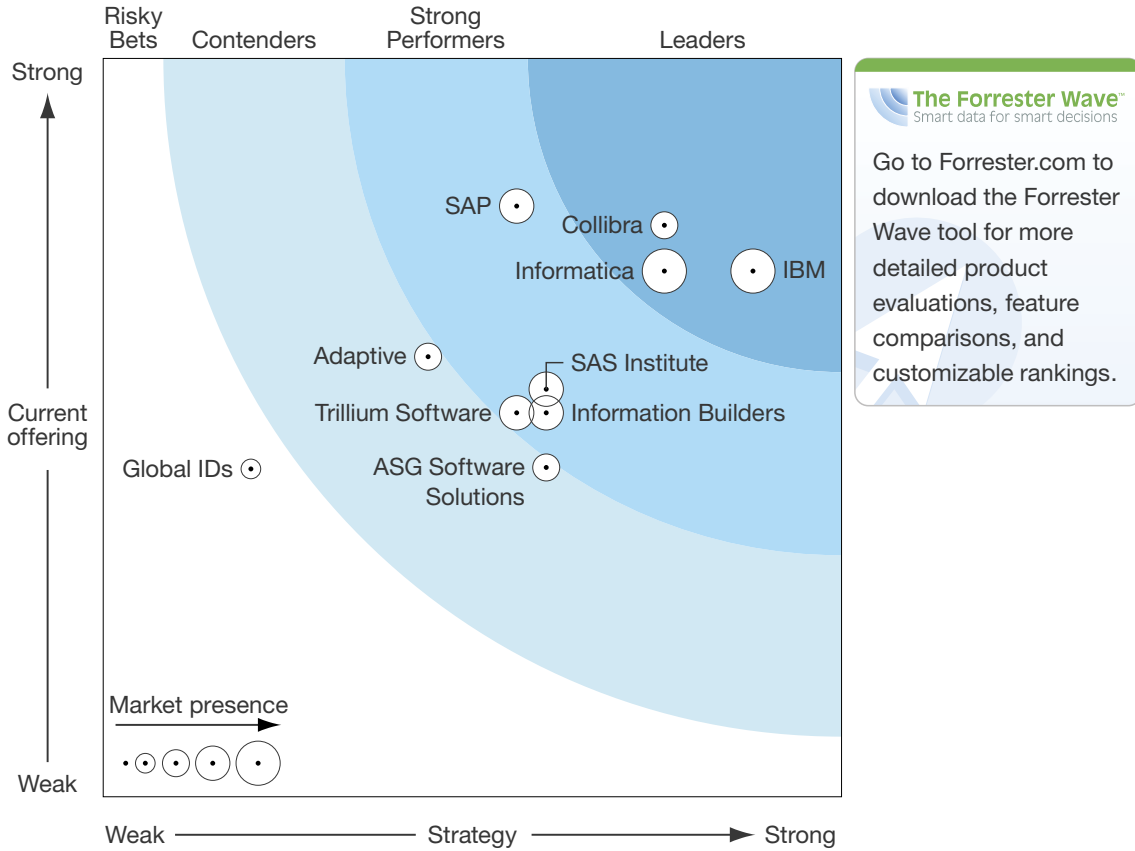 Risky
Bets
Contenders
Strong
Performers
Leaders
Strong
The Forrester Wave™
Smart data for smart decisions
Go to Forrester.com to
download the Forrester
Wave tool for more
detailed product
evaluations, feature
comparisons, and
customizable rankings.
SAP
Collibra
Informatica
IBM
Adaptive
SAS Institute
Current
offering
Trillium Software
Information Builders
Global IDs
ASG Software
Solutions
Market presence
Weak
Weak
Strategy
Strong